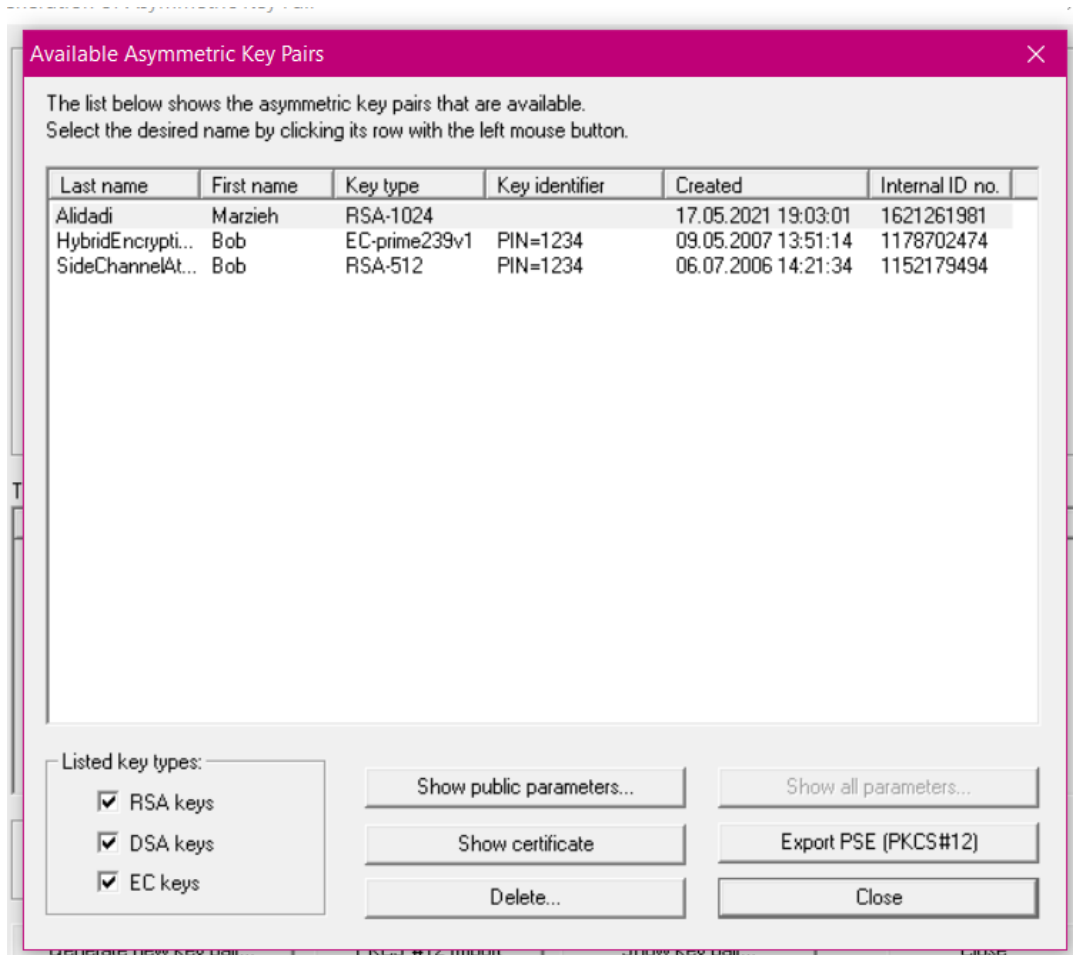 Available Asymmetric Key Pairs
The list below shows the asymmetric key pairs that are available.
Select the desired name by clicking its row with the left mouse button.
Last name First name Key type Key identifier Created Internal ID no.
Alidadi Marzieh RSA-1024 17.05.2021 19:03:01 1621261981
HybridEncrypti... Bob EC-prime239v1 PIN=1234 09.05.2007 13:51:14 1178702474
SideChannelAt... Bob RSA-512 PIN=1234 06.07.2006 14:21:34 1152179494
Listed key types:
RSA keys
DSA keys
EC keys
Show public parameters...
Show all parameters...
Show certificate
Export PSE (PKCS#12)
Delete...
Close